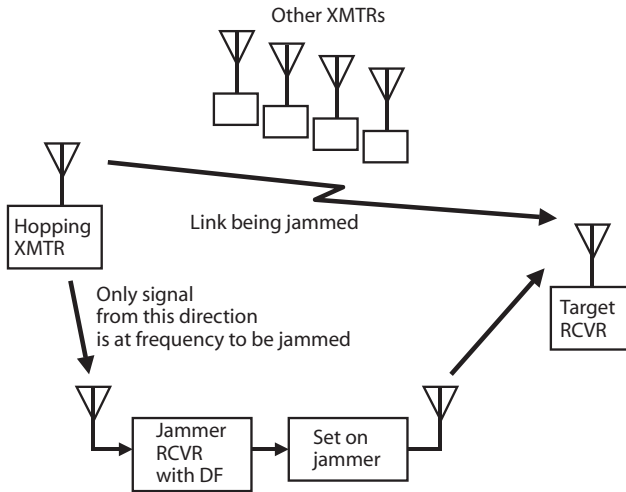 Other XMTRs
Hopping
XMTR
Link being jammed
Only signal
from this direction
is at frequency to be jammed
Target
RCVR
Jammer
RCVR
with DF
Set on
jammer